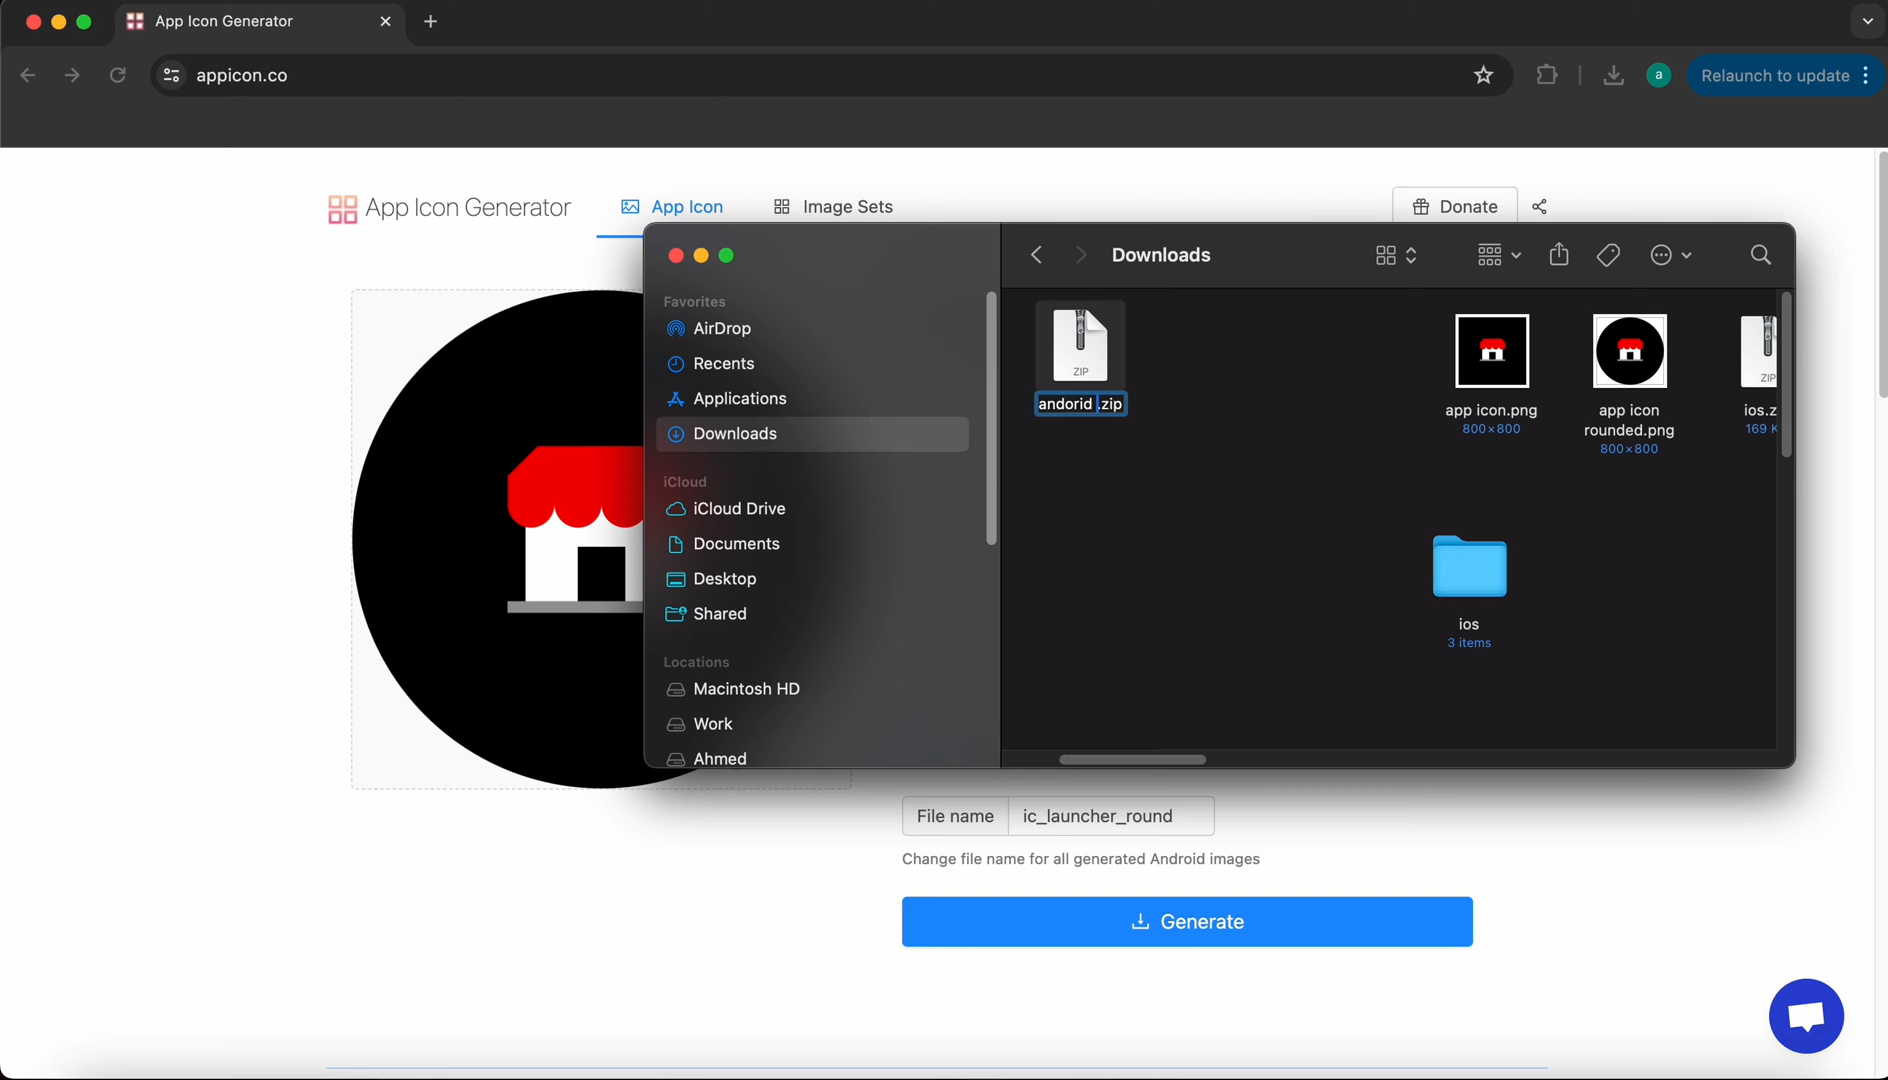 App Icon Generator
appicon.co
a
Relaunch to update
App Icon Generator
App Icon
Image Sets
Donate
Downloads
Favorites
AirDrop
Recents
Applications
Downloads
iCloud
iCloud Drive
Documents
Desktop
Shared
Locations
Macintosh HD
Work
Ahmed
ZIP
andorid .zip
app icon.png
800×800
app icon
rounded.png
800×800
ZIP
ios.z
169 K
ios
3 items
File name
ic_launcher_round
Change file name for all generated Android images
Generate